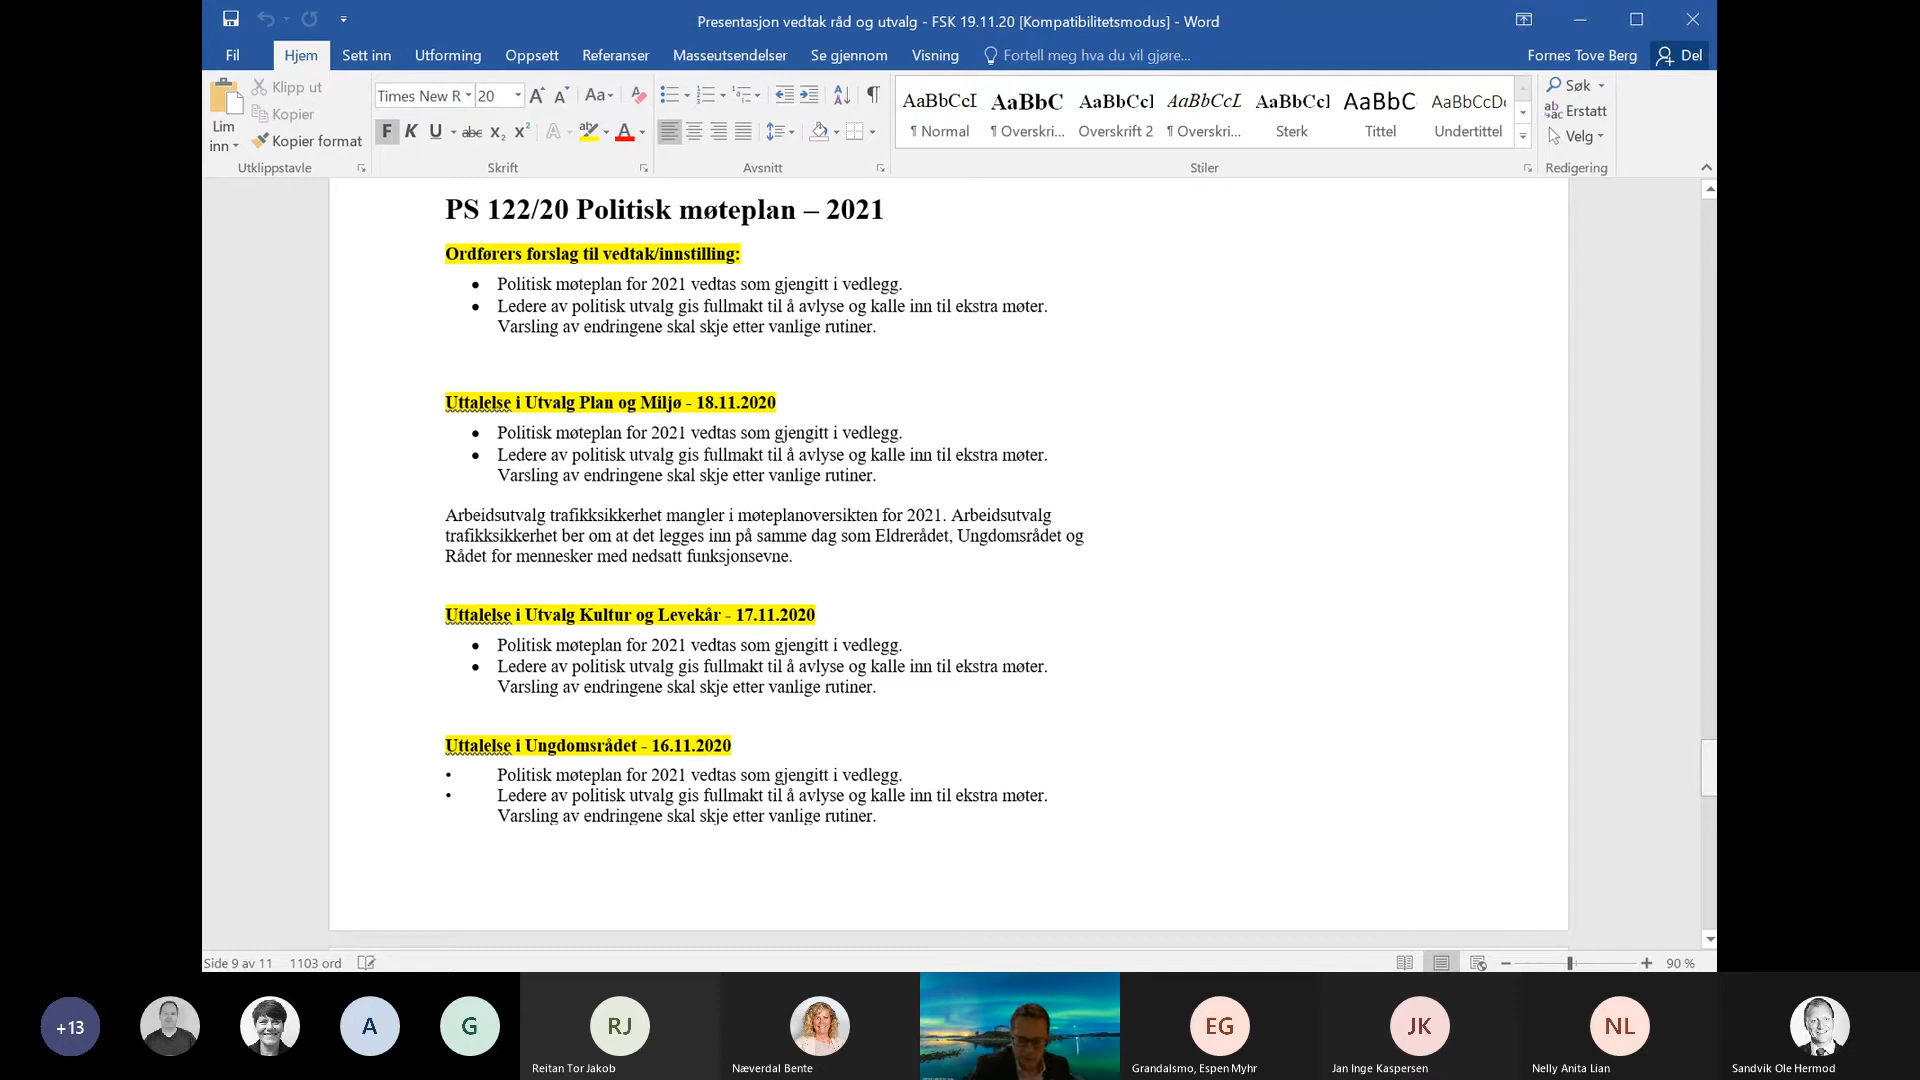 Presentasjon vedtak råd og utvalg - FSK 19.11.20 [Kompatibilitetsmodus] - Word
Fil Hjem Sett inn Utforming Oppsett Referanser Masseutsendelser Se gjennom Visning Fortell meg hva du vil gjøre... Fornes Tove Berg Del
Lim inn
Klipp ut
Kopier
Kopier format
Utklippstavle
Times New R 20
Aa
F K U abc X₂ X² A A
Skrift
Avsnitt
AaBbCcI AaBbC AaBbCcI AaBbCcL AaBbCcI AaBbC AaBbCcDc
¶ Normal ¶ Overskri... Overskrift 2 ¶ Overskri... Sterk Tittel Undertittel
Stiler
Søk
Erstatt
Velg
Redigering
PS 122/20 Politisk møteplan – 2021
Ordførers forslag til vedtak/innstilling:
• Politisk møteplan for 2021 vedtas som gjengitt i vedlegg.
• Ledere av politisk utvalg gis fullmakt til å avlyse og kalle inn til ekstra møter.
Varsling av endringene skal skje etter vanlige rutiner.
Uttalelse i Utvalg Plan og Miljø - 18.11.2020
• Politisk møteplan for 2021 vedtas som gjengitt i vedlegg.
• Ledere av politisk utvalg gis fullmakt til å avlyse og kalle inn til ekstra møter.
Varsling av endringene skal skje etter vanlige rutiner.
Arbeidsutvalg trafikksikkerhet mangler i møteplanoversikten for 2021. Arbeidsutvalg
trafikksikkerhet ber om at det legges inn på samme dag som Eldrerådet, Ungdomsrådet og
Rådet for mennesker med nedsatt funksjonsevne.
Uttalelse i Utvalg Kultur og Levekår - 17.11.2020
• Politisk møteplan for 2021 vedtas som gjengitt i vedlegg.
• Ledere av politisk utvalg gis fullmakt til å avlyse og kalle inn til ekstra møter.
Varsling av endringene skal skje etter vanlige rutiner.
Uttalelse i Ungdomsrådet - 16.11.2020
• Politisk møteplan for 2021 vedtas som gjengitt i vedlegg.
• Ledere av politisk utvalg gis fullmakt til å avlyse og kalle inn til ekstra møter.
Varsling av endringene skal skje etter vanlige rutiner.
Side 9 av 11 1103 ord 90 %
+13 A G RJ EG JK NL
Reitan Tor Jakob Næverdal Bente Grandalsmo, Espen Myhr Jan Inge Kaspersen Nelly Anita Lian Sandvik Ole Hermod